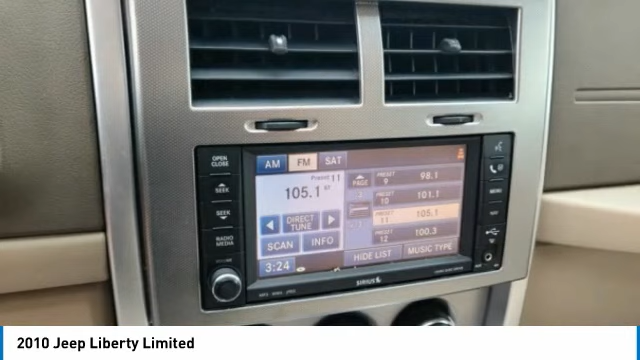 OPEN
CLOSE
SEEK
SEEK
RADIO
MEDIA
AM FM SAT
Preset 11
105.1
DIRECT
TUNE
SCAN INFO
3:24
PAGE
PRESET
9 98.1
PRESET
10 101.1
PRESET
11 105.1
PRESET
12 100.3
HIDE LIST MUSIC TYPE
MENU
SIRIUS
2010 Jeep Liberty Limited